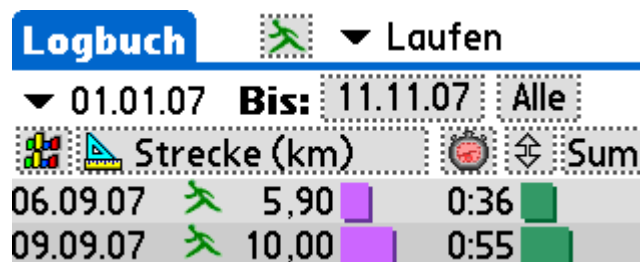 Logbuch Laufen
01.01.07 Bis: 11.11.07 Alle
Strecke (km) Sum
06.09.07 5,90 0:36
09.09.07 10,00 0:55